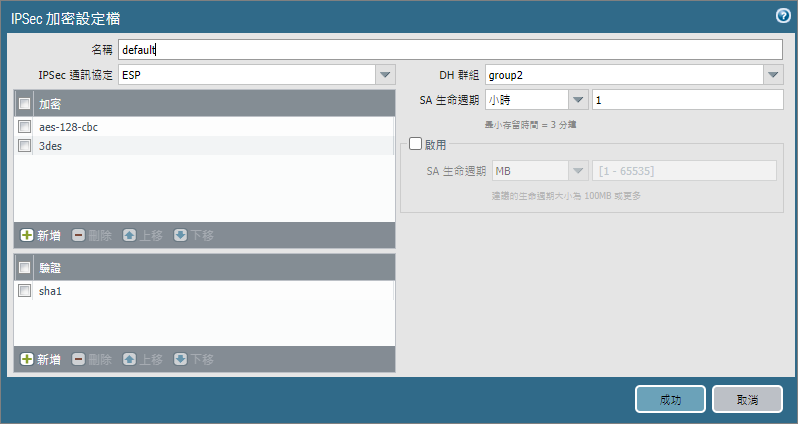 IPSec 加密設定檔
名稱 default
IPSec 通訊協定 ESP
DH 群組 group2
加密
SA 生命週期 小時 1
最小存留時間 = 3 分鐘
aes-128-cbc
3des
啟用
SA 生命週期 MB [1 - 65535]
建議的生命週期大小為 100MB 或更多
新增 刪除 上移 下移
驗證
sha1
新增 刪除 上移 下移
成功 取消